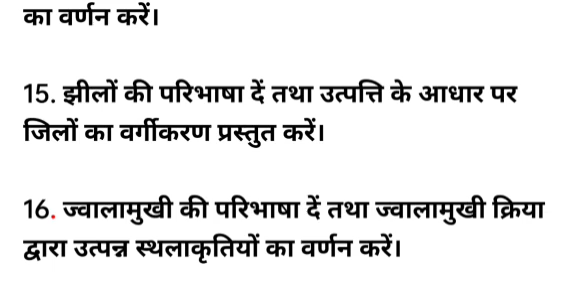 का वर्णन करें।
15. झीलों की परिभाषा दें तथा उत्पत्ति के आधार पर
जिलों का वर्गीकरण प्रस्तुत करें।
16. ज्वालामुखी की परिभाषा दें तथा ज्वालामुखी क्रिया
द्वारा उत्पन्न स्थलाकृतियों का वर्णन करें।